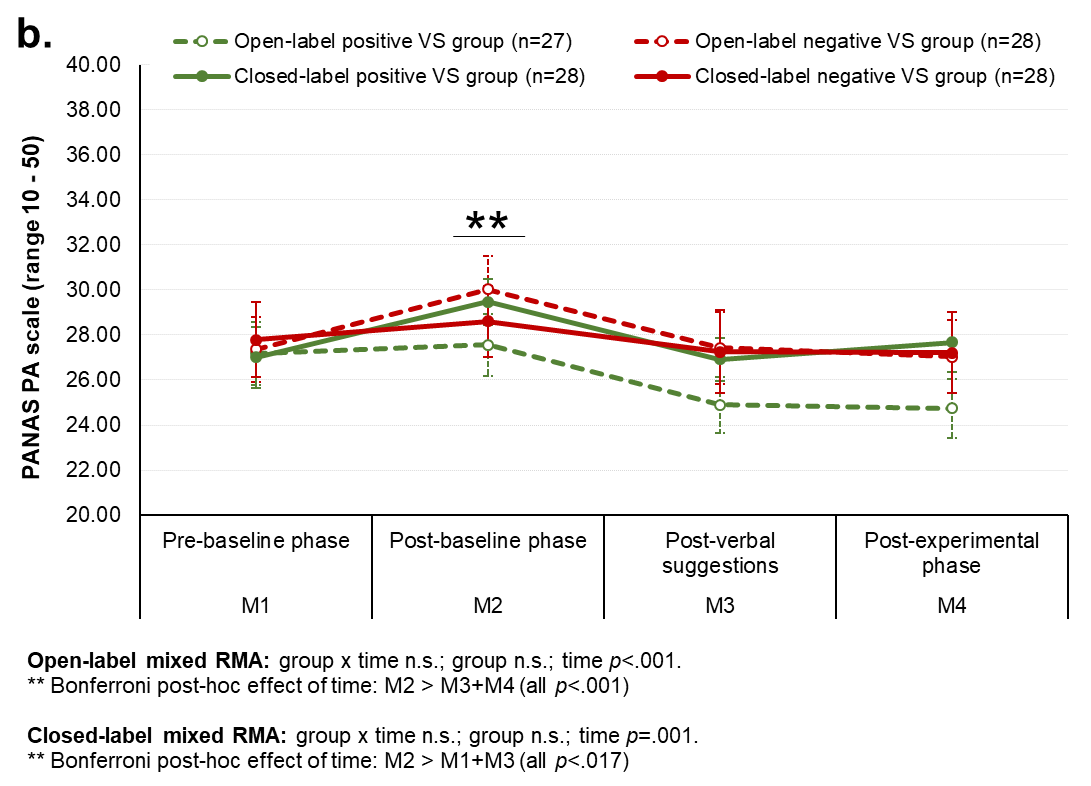 b.
Open-label positive VS group (n=27)
Open-label negative VS group (n=28)
Closed-label positive VS group (n=28)
Closed-label negative VS group (n=28)
PANAS PA scale (range 10 - 50)
40.00
38.00
36.00
34.00
32.00
30.00
28.00
26.00
24.00
22.00
20.00
**
Pre-baseline phase
Post-baseline phase
Post-verbal
suggestions
Post-experimental
phase
M1
M2
M3
M4
Open-label mixed RMA: group x time n.s.; group n.s.; time p<.001.
** Bonferroni post-hoc effect of time: M2 > M3+M4 (all p<.001)
Closed-label mixed RMA: group x time n.s.; group n.s.; time p=.001.
** Bonferroni post-hoc effect of time: M2 > M1+M3 (all p<.017)